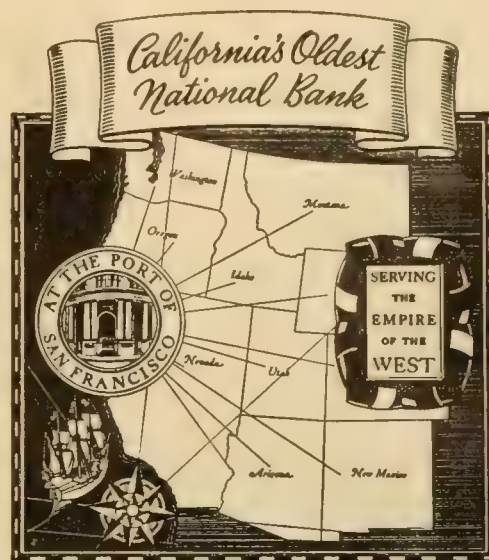 California's Oldest
National Bank
Washington
Montana
Oregon
Idaho
AT THE PORT OF
SAN FRANCISCO
SERVING
THE
EMPIRE
OF THE
WEST
Nevada
Utah
Arizona
New Mexico